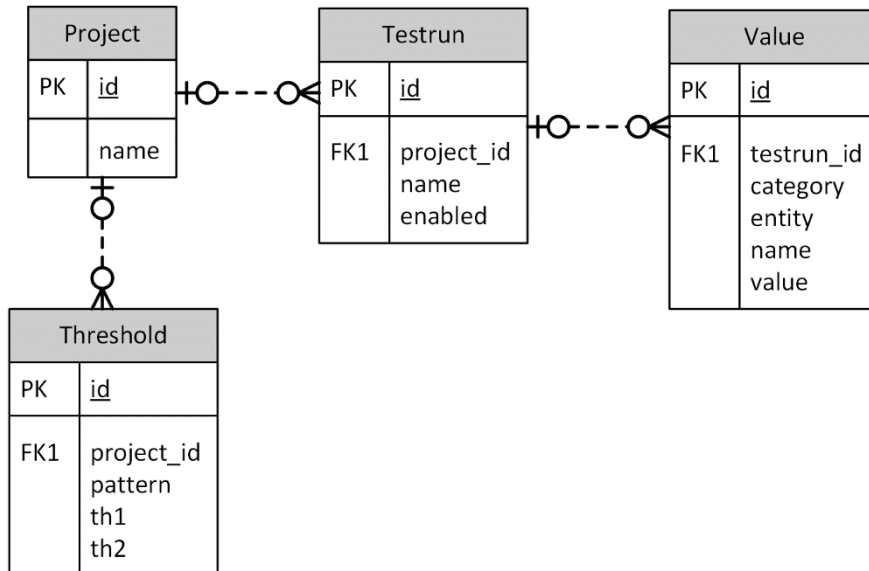 Project
PK id
name
Testrun
PK id
FK1 project_id
name
enabled
Value
PK id
FK1 testrun_id
category
entity
name
value
Threshold
PK id
FK1 project_id
pattern
th1
th2